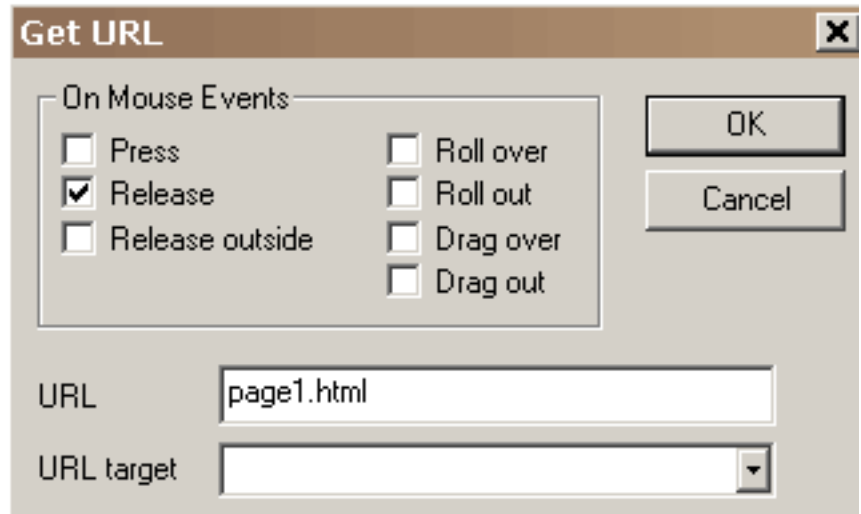 Get URL
On Mouse Events
Press
Release
Release outside
Roll over
Roll out
Drag over
Drag out
OK
Cancel
URL
page1.html
URL target